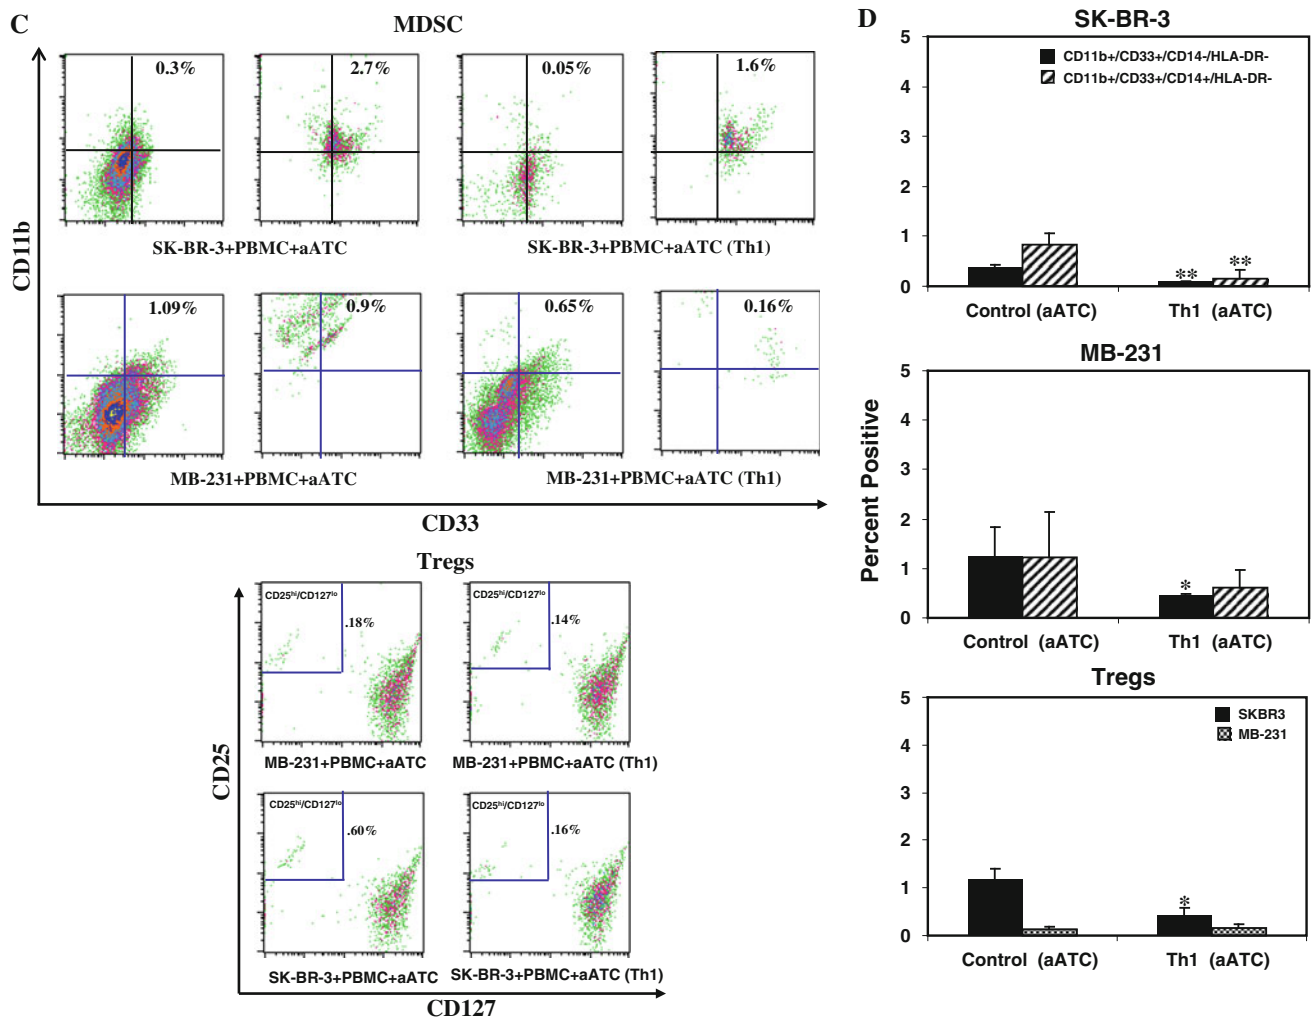 C
MDSC
CD11b
0.3%
2.7%
0.05%
1.6%
SK-BR-3+PBMC+aATC
SK-BR-3+PBMC+aATC (Th1)
1.09%
0.9%
0.65%
0.16%
MB-231+PBMC+aATC
MB-231+PBMC+aATC (Th1)
CD33
Tregs
CD25
CD25hi/CD127lo
.18%
CD25hi/CD127lo
.14%
MB-231+PBMC+aATC
MB-231+PBMC+aATC (Th1)
CD25hi/CD127lo
.60%
CD25hi/CD127lo
.16%
SK-BR-3+PBMC+aATC
SK-BR-3+PBMC+aATC (Th1)
CD127
D
Percent Positive
SK-BR-3
CD11b+/CD33+/CD14-/HLA-DR-
CD11b+/CD33+/CD14+/HLA-DR-
5
4
3
2
1
0
** **
Control (aATC)
Th1 (aATC)
MB-231
5
4
3
2
1
0
*
Control (aATC)
Th1 (aATC)
Tregs
SKBR3
MB-231
5
4
3
2
1
0
*
Control (aATC)
Th1 (aATC)